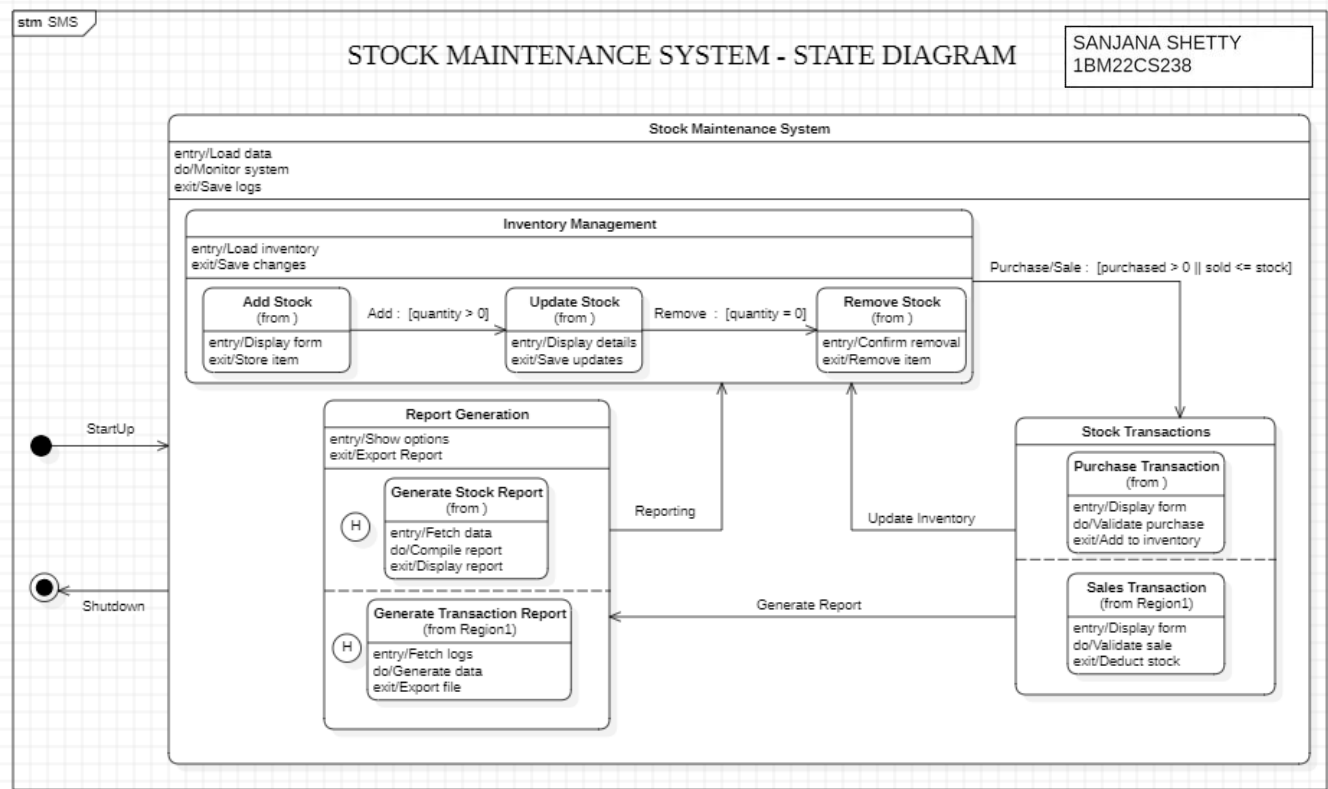 stm SMS
STOCK MAINTENANCE SYSTEM - STATE DIAGRAM
SANJANA SHETTY
1BM22CS238
Stock Maintenance System
entry/Load data
do/Monitor system
exit/Save logs
Inventory Management
entry/Load inventory
exit/Save changes
Add Stock
(from )
entry/Display form
exit/Store item
Add : [quantity > 0]
Update Stock
(from )
entry/Display details
exit/Save updates
Remove : [quantity = 0]
Remove Stock
(from )
entry/Confirm removal
exit/Remove item
Purchase/Sale : [purchased > 0 || sold <= stock]
StartUp
Shutdown
Report Generation
entry/Show options
exit/Export Report
H
Generate Stock Report
(from )
entry/Fetch data
do/Compile report
exit/Display report
H
Generate Transaction Report
(from Region1)
entry/Fetch logs
do/Generate data
exit/Export file
Reporting
Update Inventory
Generate Report
Stock Transactions
Purchase Transaction
(from )
entry/Display form
do/Validate purchase
exit/Add to inventory
Sales Transaction
(from Region1)
entry/Display form
do/Validate sale
exit/Deduct stock